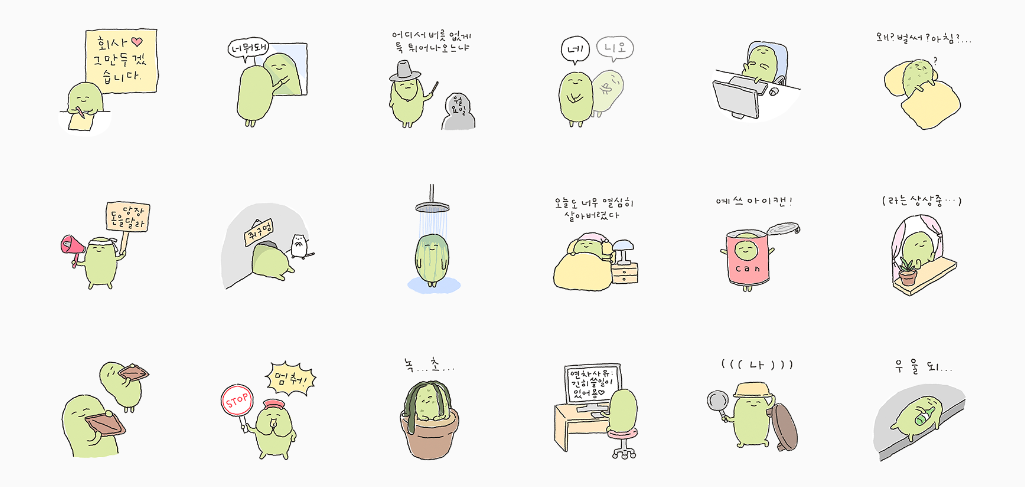 회사♡
그만두겠
습니다.
너뭐돼
어디서 버릇 없게
툭 튀어나오느냐
월
요일
네!
니오
왜?벌써?아침?...
?
당장
돈을달라
쥐구멍
오늘도 너무 열심히
살아버렸다
예쓰아이캔!
can
(라는상상중...)
멈춰!
STOP
녹...초...
연차사유:
긴히 쓸일이
있어용♡
(((나)))
우울되...